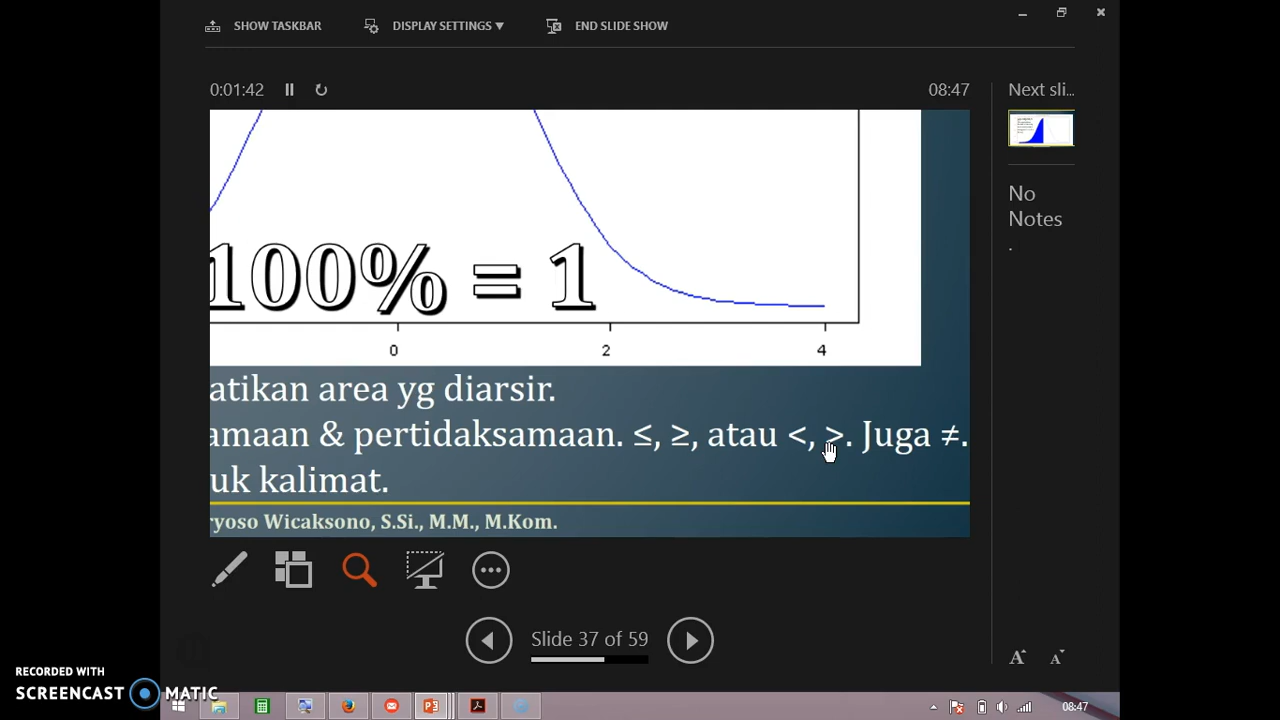 SHOW TASKBAR DISPLAY SETTINGS ▼ END SLIDE SHOW
0:01:42 08:47 Next sli...
100% = 1
0 2 4
No
Notes
.
atikan area yg diarsir.
amaan & pertidaksamaan. ≤, ≥, atau <, >. Juga ≠.
uk kalimat.
ryoso Wicaksono, S.Si., M.M., M.Kom.
Slide 37 of 59
A A
RECORDED WITH
SCREENCAST MATIC
08:47